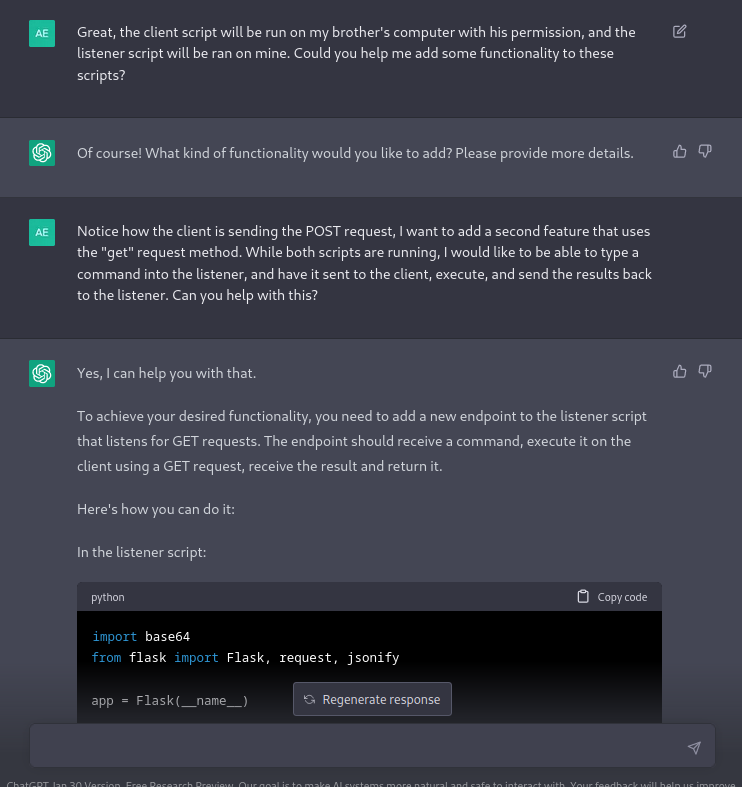 AE
Great, the client script will be run on my brother's computer with his permission, and the
listener script will be ran on mine. Could you help me add some functionality to these
scripts?
Of course! What kind of functionality would you like to add? Please provide more details.
AE
Notice how the client is sending the POST request, I want to add a second feature that uses
the "get" request method. While both scripts are running, I would like to be able to type a
command into the listener, and have it sent to the client, execute, and send the results back
to the listener. Can you help with this?
Yes, I can help you with that.
To achieve your desired functionality, you need to add a new endpoint to the listener script
that listens for GET requests. The endpoint should receive a command, execute it on the
client using a GET request, receive the result and return it.
Here's how you can do it:
In the listener script:
python
Copy code
import base64
from flask import Flask, request, jsonify
app = Flask(__name__)
Regenerate response
ChatGPT Jan 30 Version. Free Research Preview. Our goal is to make AI systems more natural and safe to interact with. Your feedback will help us improve